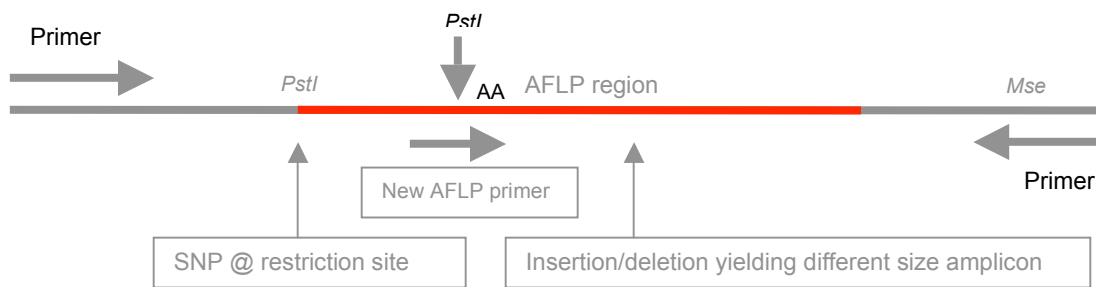 PstI
Primer
PstI
AA
AFLP region
Mse
New AFLP primer
Primer
SNP @ restriction site
Insertion/deletion yielding different size amplicon